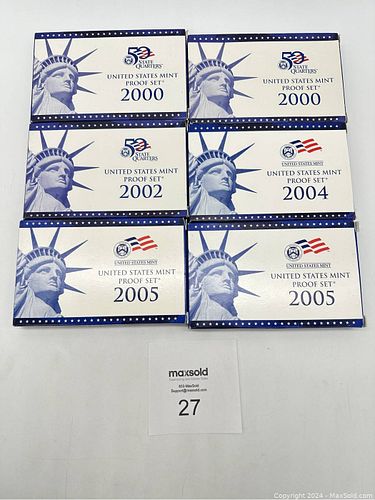 50
STATE
QUARTERS
UNITED STATES MINT
PROOF SET
2000
50
STATE
QUARTERS
UNITED STATES MINT
PROOF SET
2000
50
STATE
QUARTERS
UNITED STATES MINT
PROOF SET
2002
UNITED STATES MINT
UNITED STATES MINT
PROOF SET
2004
UNITED STATES MINT
UNITED STATES MINT
PROOF SET
2005
UNITED STATES MINT
UNITED STATES MINT
PROOF SET
2005
maxsold
Support@maxsold.com
27
Copyright 2024 - MaxSold.com